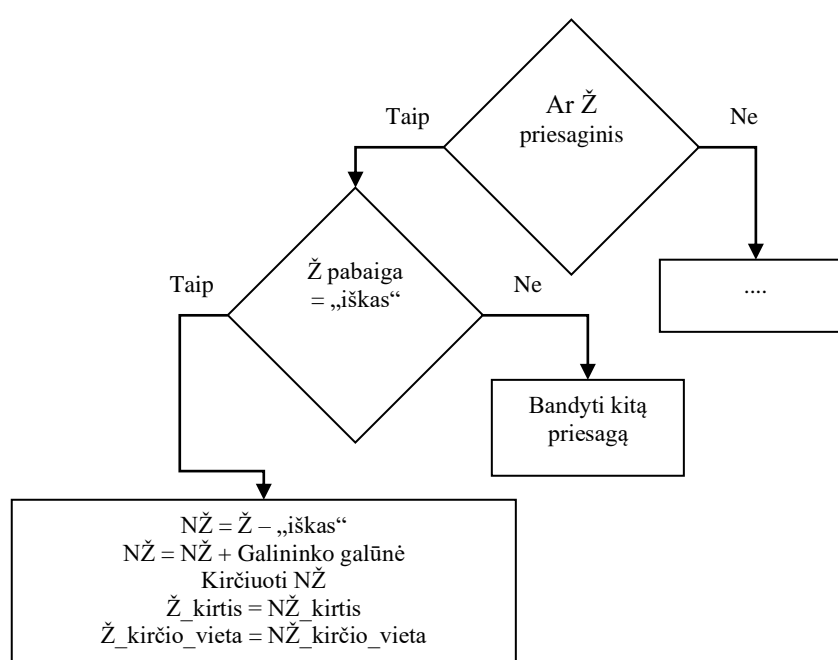 Ar Ž
priesaginis
Taip
Ne
Ž pabaiga
= „iškas“
Taip
Ne
....
Bandyti kitą
priesagą
NŽ = Ž – „iškas“
NŽ = NŽ + Galininko galūnė
Kirčiuoti NŽ
Ž_kirtis = NŽ_kirtis
Ž_kirčio_vieta = NŽ_kirčio_vieta